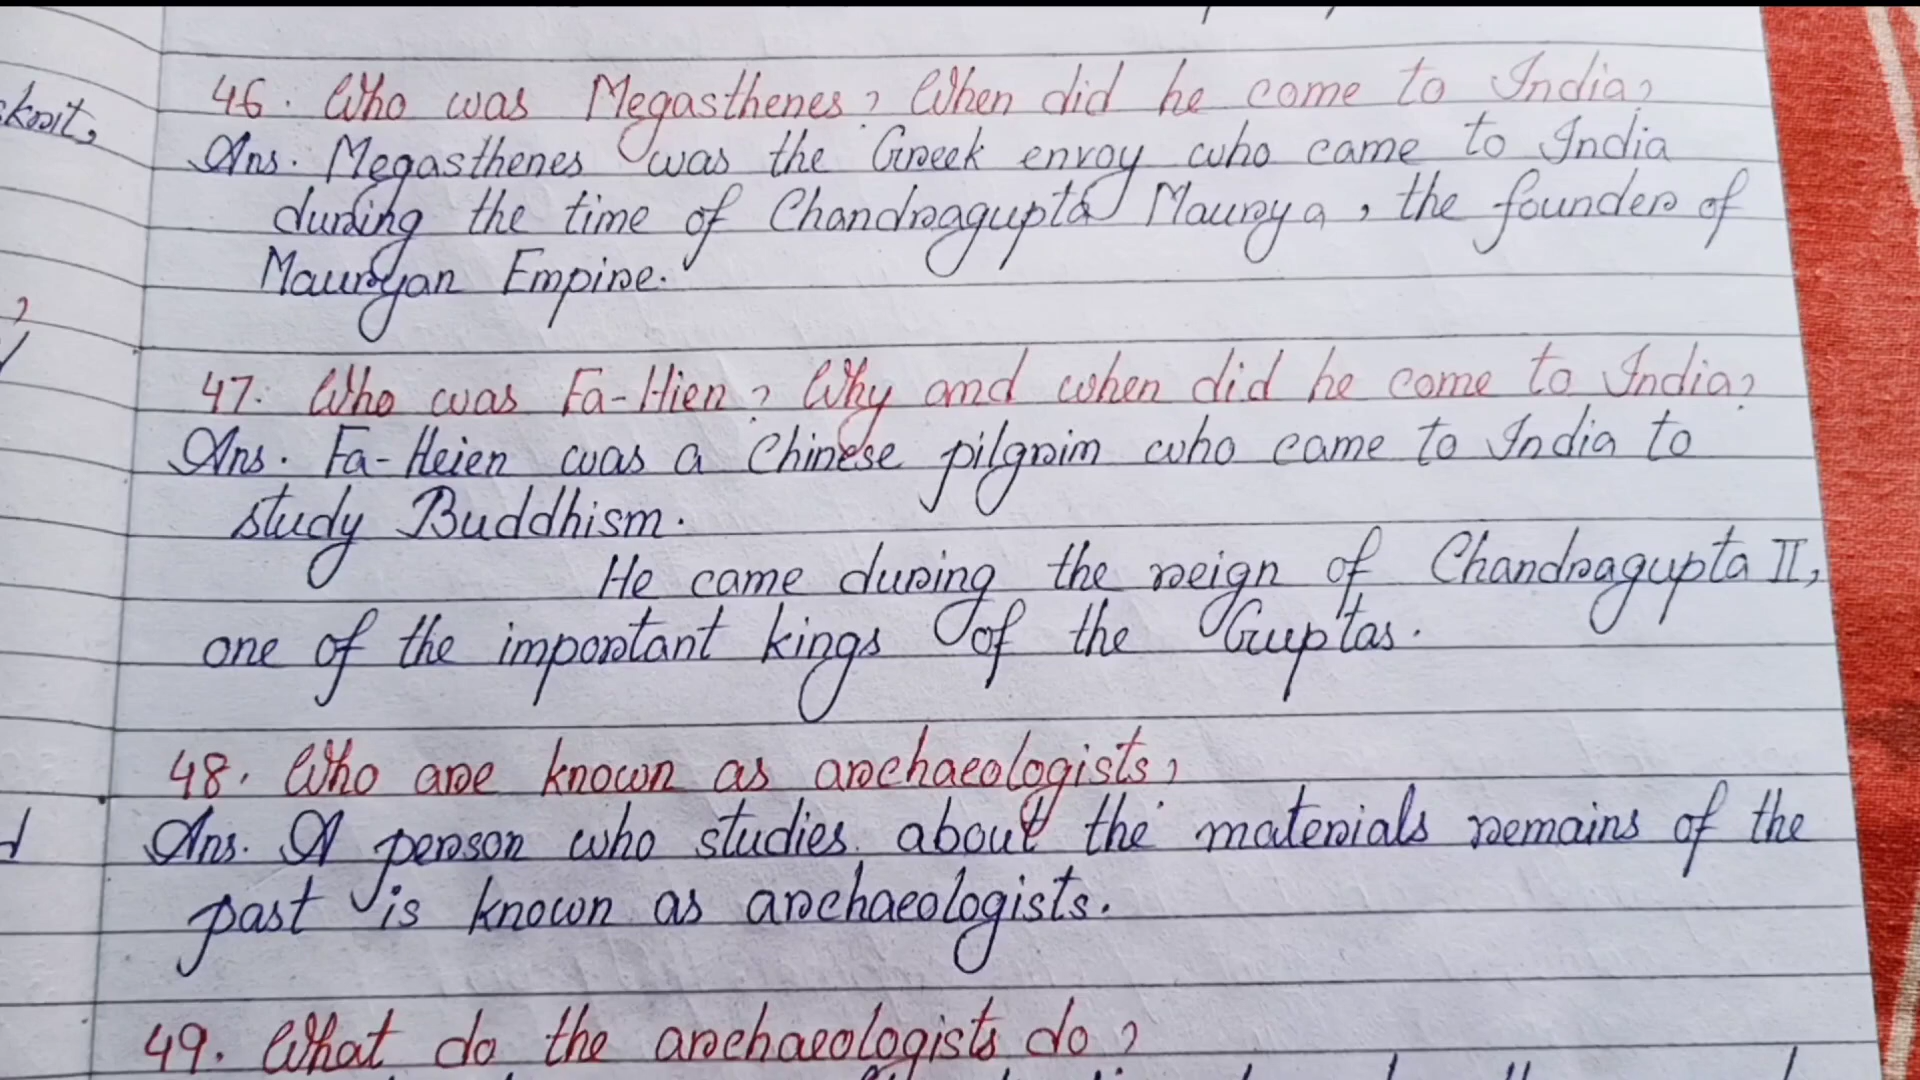 skrit,
46. Who was Megasthenes? When did he come to India?
Ans. Megasthenes was the Greek envoy who came to India
during the time of Chandragupta Maurya, the founder of
Mauryan Empire.
47. Who was Fa-Hien? Why and when did he come to India?
Ans. Fa-Heien was a Chinese pilgrim who came to India to
study Buddhism.
He came during the reign of Chandragupta II,
one of the important kings of the Guptas.
48. Who are known as archaeologists?
Ans. A person who studies about the materials remains of the
past is known as archaeologists.
49. What do the archaeologists do?